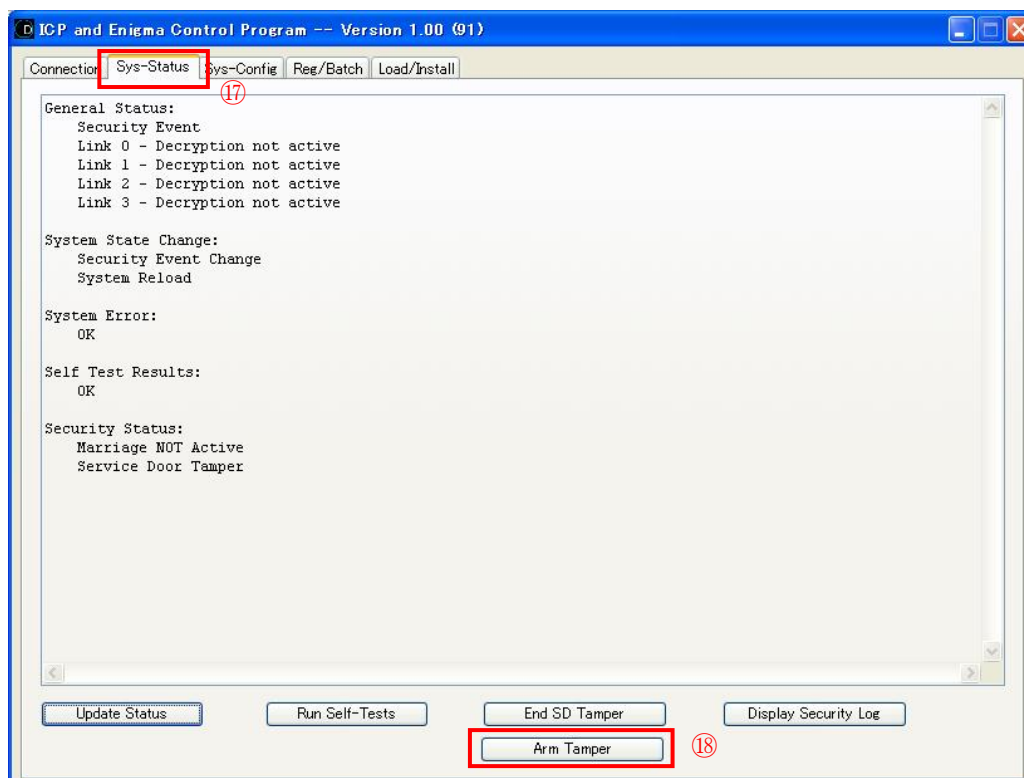 ICP and Enigma Control Program -- Version 1.00 (91)
Connection Sys-Status Sys-Config Reg/Batch Load/Install
⑰
General Status:
Security Event
Link 0 - Decryption not active
Link 1 - Decryption not active
Link 2 - Decryption not active
Link 3 - Decryption not active
System State Change:
Security Event Change
System Reload
System Error:
OK
Self Test Results:
OK
Security Status:
Marriage NOT Active
Service Door Tamper
Update Status Run Self-Tests End SD Tamper Display Security Log
Arm Tamper ⑱